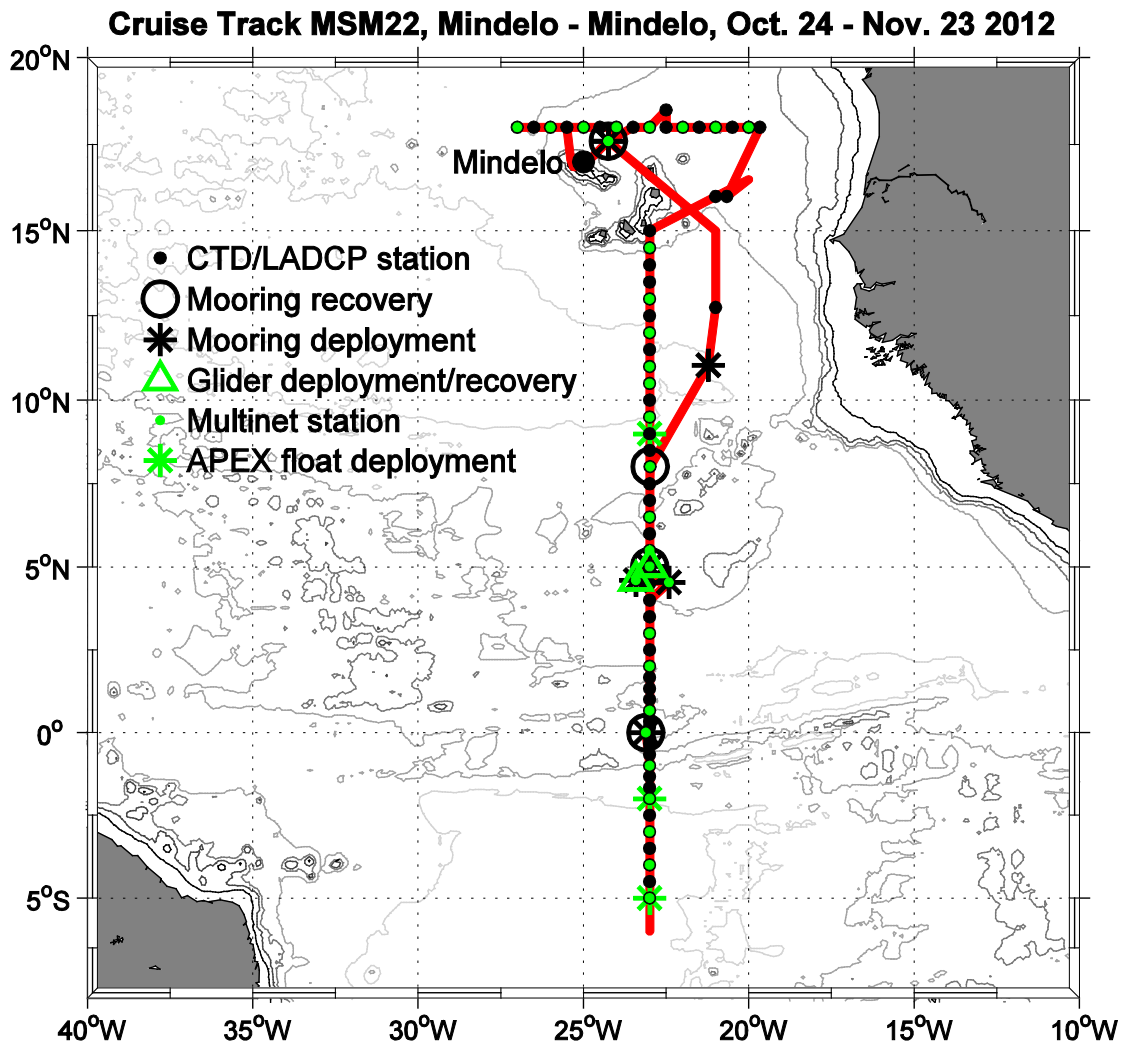 Cruise Track MSM22, Mindelo - Mindelo, Oct. 24 - Nov. 23 2012
20°N
Mindelo
15°N
CTD/LADCP station
Mooring recovery
Mooring deployment
Glider deployment/recovery
10°N
Multinet station
APEX float deployment
5°N
0°
5°S
40°W 35°W 30°W 25°W 20°W 15°W 10°W